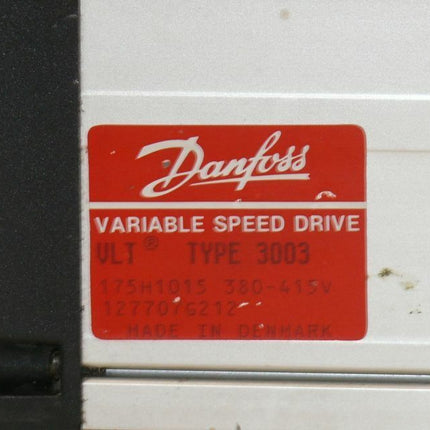 Danfoss
VARIABLE SPEED DRIVE
VLT ® TYPE 3003
175H1015 380-415V
127707G212
MADE IN DENMARK